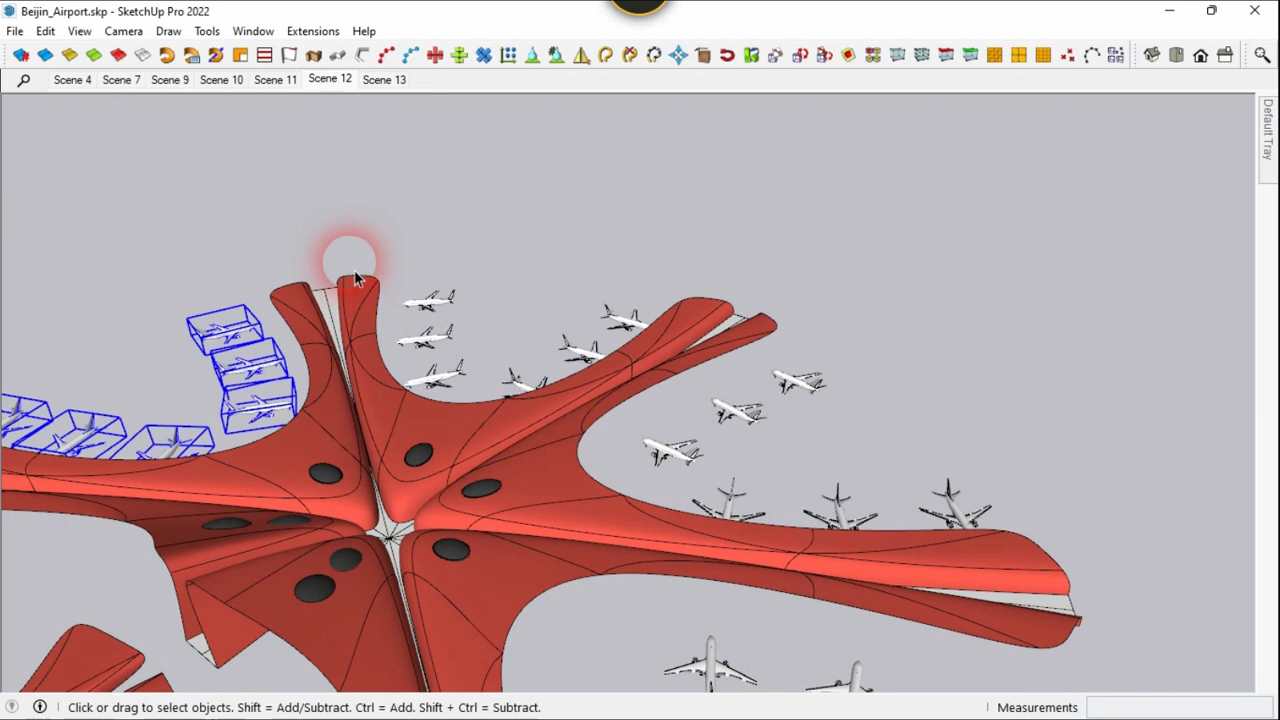 Beijin_Airport.skp - SketchUp Pro 2022
File Edit View Camera Draw Tools Window Extensions Help
Scene 4 Scene 7 Scene 9 Scene 10 Scene 11 Scene 12 Scene 13
Default Tray
Click or drag to select objects. Shift = Add/Subtract. Ctrl = Add. Shift + Ctrl = Subtract.
Measurements